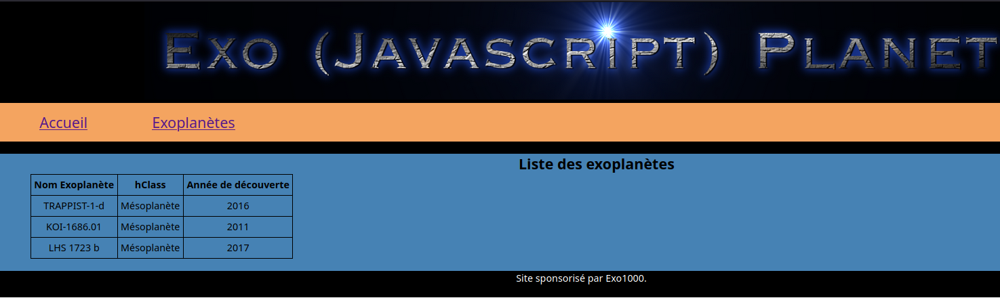 Exo (Javascript) Planet
Accueil Exoplanètes
Liste des exoplanètes
Nom Exoplanète hClass Année de découverte
TRAPPIST-1-d Mésoplanète 2016
KOI-1686.01 Mésoplanète 2011
LHS 1723 b Mésoplanète 2017
Site sponsorisé par Exo1000.